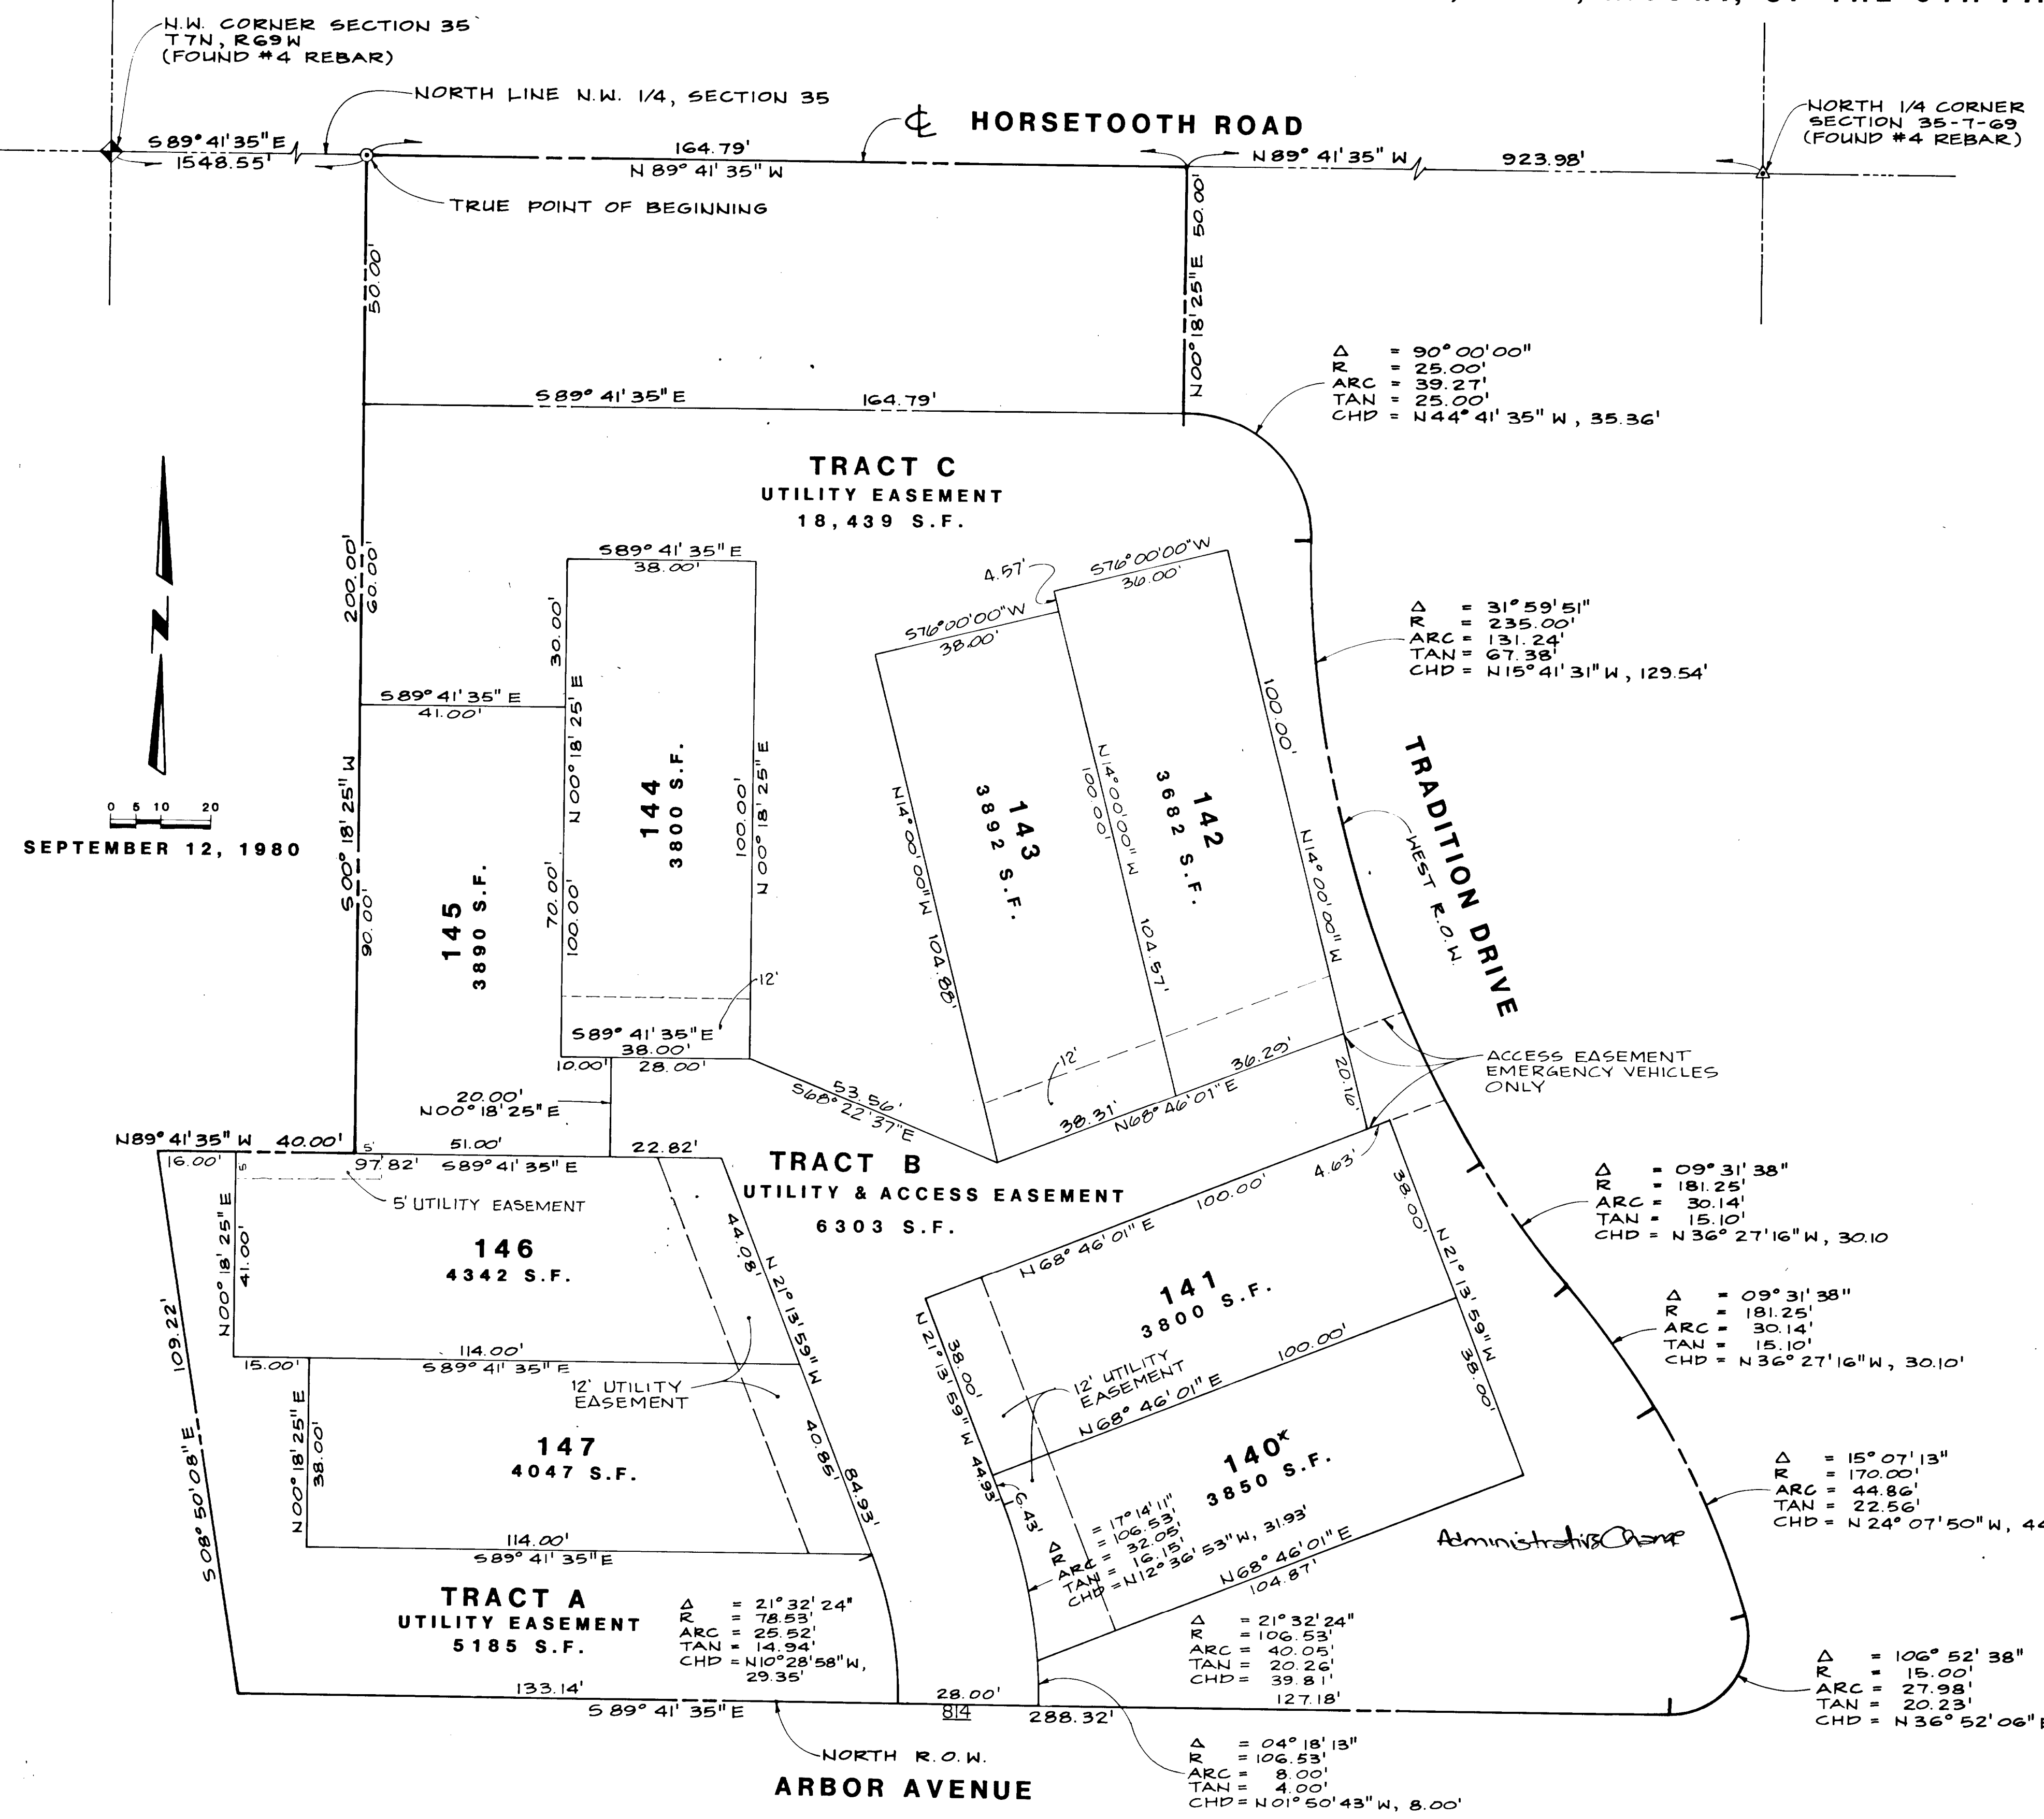 N.W. CORNER SECTION 35
T7N, R69W
(FOUND #4 REBAR)
NORTH LINE N.W. 1/4, SECTION 35
HORSETOOTH ROAD
NORTH 1/4 CORNER
SECTION 35-7-69
(FOUND #4 REBAR)
S89° 41' 35" E
1548.55'
164.79'
N 89° 41' 35" W
N89° 41' 35" W
923.98'
TRUE POINT OF BEGINNING
50.00'
N00° 18' 25" E 50.00'
S89° 41' 35" E
164.79'
Δ = 90° 00' 00"
R = 25.00'
ARC = 39.27'
TAN = 25.00'
CHD = N44° 41' 35" W, 35.36'
TRACT C
UTILITY EASEMENT
18,439 S.F.
N
0 5 10 20
SEPTEMBER 12, 1980
200.00'
60.00'
S00° 18' 25" W
90.00'
S89° 41' 35" E
38.00'
30.00'
S89° 41' 35" E
41.00'
N00° 18' 25" E
70.00'
100.00'
144
3800 S.F.
100.00'
N00° 18' 25" E
145
3890 S.F.
12'
S89° 41' 35" E
38.00'
10.00'
28.00'
20.00'
N00° 18' 25" E
53.56'
S68° 22' 37" E
4.57'
S76° 00' 00" W
36.00'
S76° 00' 00" W
38.00'
N14° 00' 00" W 104.88'
143
3892 S.F.
N14° 00' 00" W
100.00'
104.57'
142
3682 S.F.
100.00'
N14° 00' 00" W
12'
38.31'
36.29'
N68° 46' 01" E
20.16'
Δ = 31° 59' 51"
R = 235.00'
ARC = 131.24'
TAN = 67.38'
CHD = N15° 41' 31" W, 129.54'
TRADITION DRIVE
WEST R.O.W.
ACCESS EASEMENT
EMERGENCY VEHICLES
ONLY
N89° 41' 35" W 40.00'
16.00'
5'
5'
97.82'
51.00'
S89° 41' 35" E
22.82'
5' UTILITY EASEMENT
TRACT B
UTILITY & ACCESS EASEMENT
6303 S.F.
N00° 18' 25" E
41.00'
146
4342 S.F.
44.08'
N 21° 13' 59" W
15.00'
114.00'
S89° 41' 35" E
12' UTILITY
EASEMENT
109.22'
S 08° 50' 08" E
N00° 18' 25" E
38.00'
147
4047 S.F.
40.85'
84.93'
114.00'
S89° 41' 35" E
4.63'
100.00'
N68° 46' 01" E
38.00'
N 21° 13' 59" W
38.00'
141
3800 S.F.
N 21° 13' 59" W 44.93'
38.00'
12' UTILITY
EASEMENT
100.00'
N68° 46' 01" E
6.43'
140*
3850 S.F.
Δ = 17° 14' 11"
R = 106.53'
ARC = 32.05'
TAN = 16.15'
CHD = N12° 36' 53" W, 31.93'
N68° 46' 01" E
104.87'
Administrative Change
Δ = 09° 31' 38"
R = 181.25'
ARC = 30.14'
TAN = 15.10'
CHD = N 36° 27' 16" W, 30.10
Δ = 09° 31' 38"
R = 181.25'
ARC = 30.14'
TAN = 15.10'
CHD = N 36° 27' 16" W, 30.10'
Δ = 15° 07' 13"
R = 170.00'
ARC = 44.86'
TAN = 22.56'
CHD = N 24° 07' 50" W, 44
Δ = 106° 52' 38"
R = 15.00'
ARC = 27.98'
TAN = 20.23'
CHD = N 36° 52' 06" E
TRACT A
UTILITY EASEMENT
5185 S.F.
Δ = 21° 32' 24"
R = 78.53'
ARC = 25.52'
TAN = 14.94'
CHD = N10° 28' 58" W,
29.35'
Δ = 21° 32' 24"
R = 106.53'
ARC = 40.05'
TAN = 20.26'
CHD = 39.81'
133.14'
S 89° 41' 35" E
28.00'
814
288.32'
127.18'
NORTH R.O.W.
ARBOR AVENUE
Δ = 04° 18' 13"
R = 106.53'
ARC = 8.00'
TAN = 4.00'
CHD = N01° 50' 43" W, 8.00'